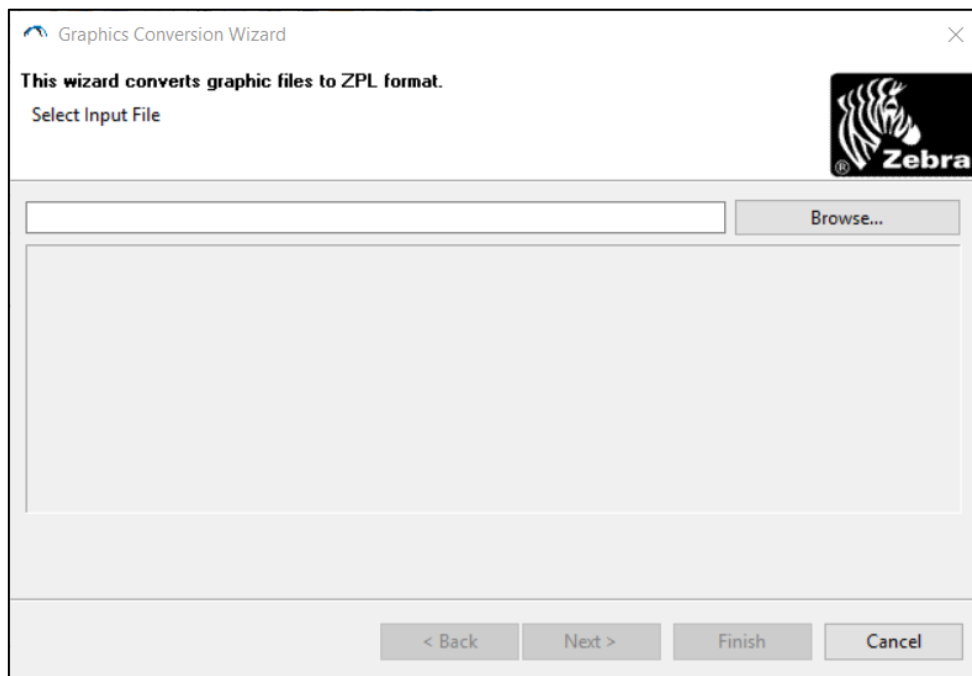 Graphics Conversion Wizard
This wizard converts graphic files to ZPL format.
Select Input File
® Zebra
Browse...
< Back Next > Finish Cancel